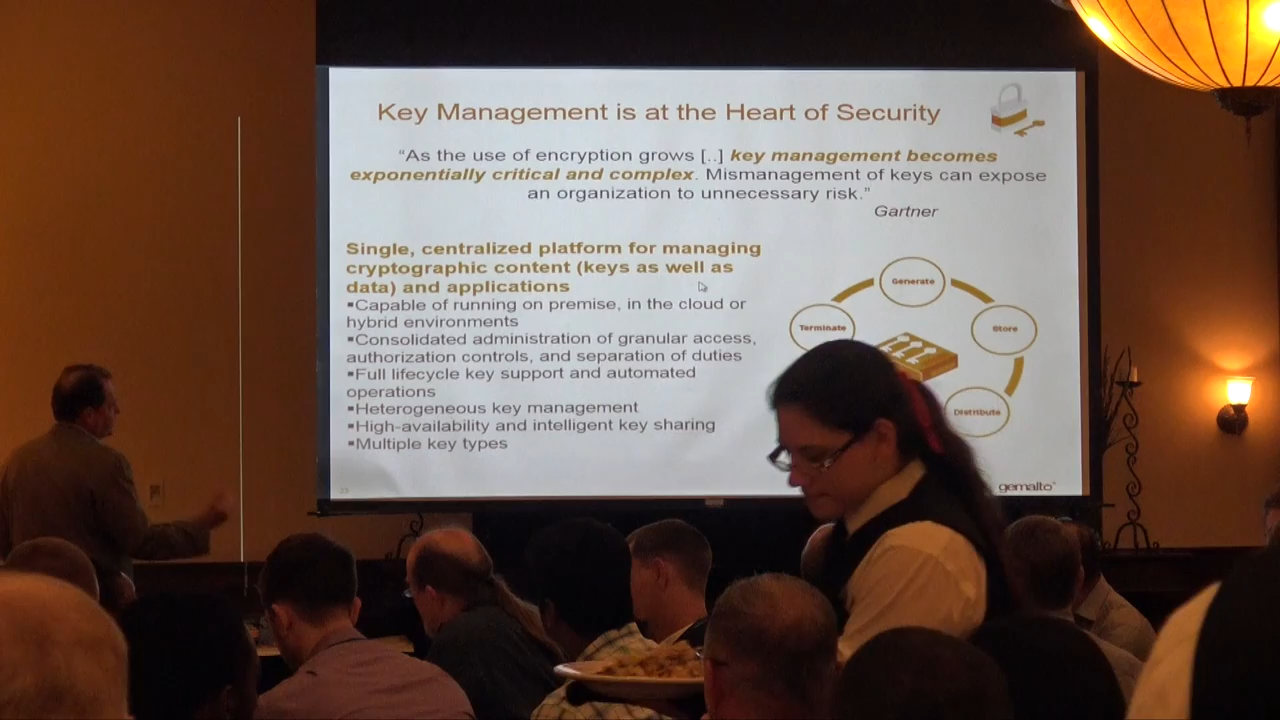 Key Management is at the Heart of Security
“As the use of encryption grows [..] key management becomes
exponentially critical and complex. Mismanagement of keys can expose
an organization to unnecessary risk.”
Gartner
Single, centralized platform for managing
cryptographic content (keys as well as
data) and applications
▪Capable of running on premise, in the cloud or
hybrid environments
▪Consolidated administration of granular access,
authorization controls, and separation of duties
▪Full lifecycle key support and automated
operations
▪Heterogeneous key management
▪High-availability and intelligent key sharing
▪Multiple key types
Generate
Terminate
Store
Distribute
gemalto